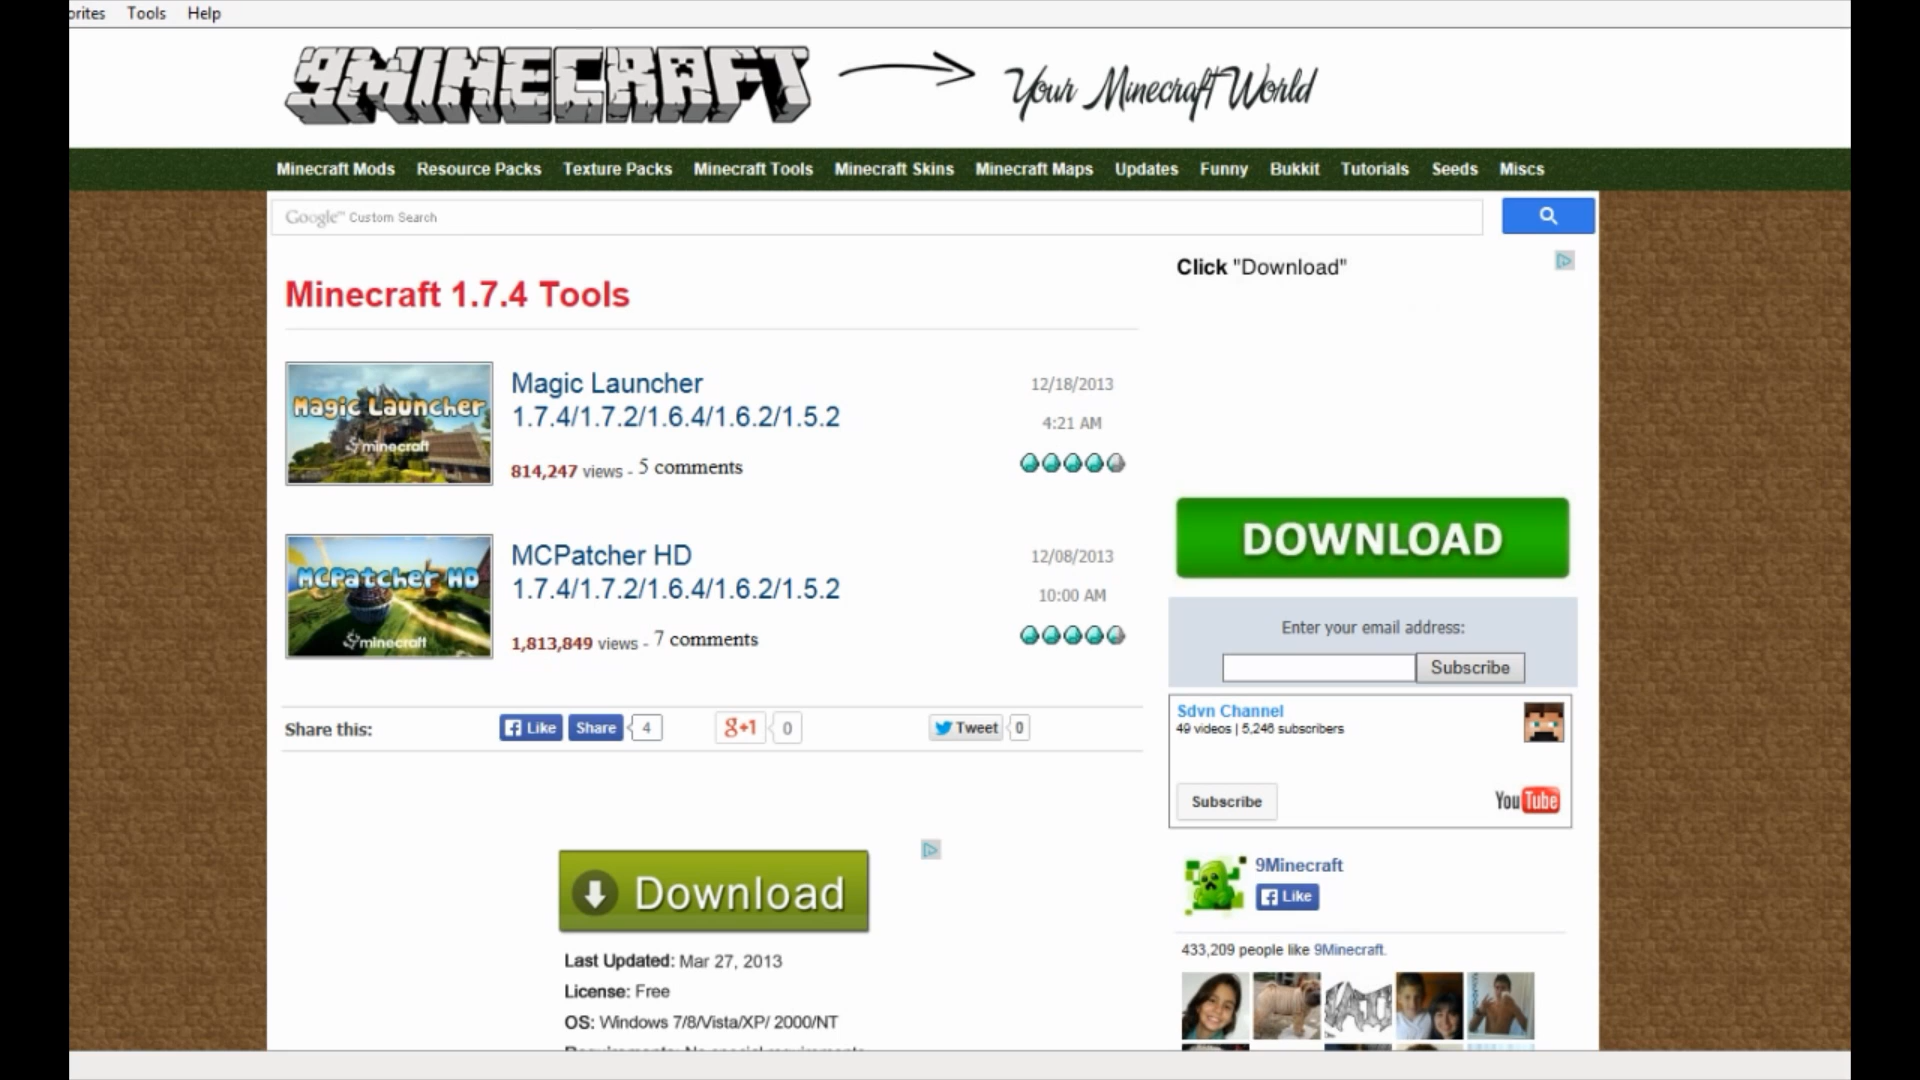 orites Tools Help
9MINECRAFT Your Minecraft World
Minecraft Mods Resource Packs Texture Packs Minecraft Tools Minecraft Skins Minecraft Maps Updates Funny Bukkit Tutorials Seeds Miscs
Google™ Custom Search
Click "Download"
Minecraft 1.7.4 Tools
Magic Launcher
minecraft
Magic Launcher
1.7.4/1.7.2/1.6.4/1.6.2/1.5.2
814,247 views - 5 comments
12/18/2013
4:21 AM
MCPatcher HD
minecraft
MCPatcher HD
1.7.4/1.7.2/1.6.4/1.6.2/1.5.2
1,813,849 views - 7 comments
12/08/2013
10:00 AM
DOWNLOAD
Enter your email address:
Subscribe
Share this: Like Share 4 g+1 0 Tweet 0
Sdvn Channel
49 videos | 5,246 subscribers
Subscribe YouTube
Download
Last Updated: Mar 27, 2013
License: Free
OS: Windows 7/8/Vista/XP/ 2000/NT
9Minecraft
Like
433,209 people like 9Minecraft.